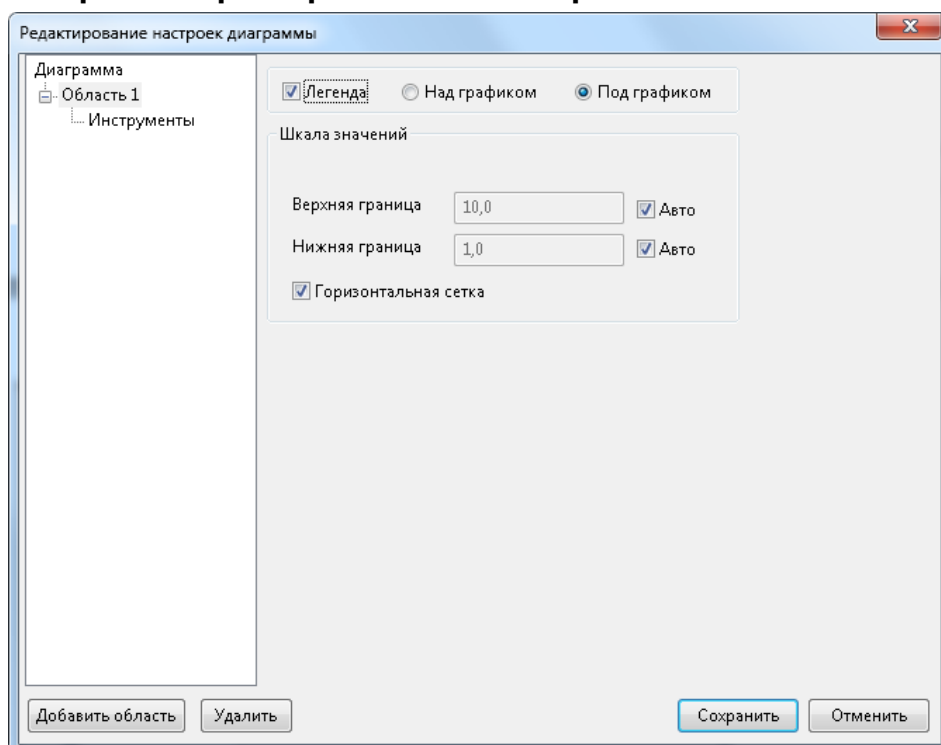 Редактирование настроек диаграммы
Диаграмма
Область 1
Инструменты
Легенда Над графиком Под графиком
Шкала значений
Верхняя граница 10,0 Авто
Нижняя граница 1,0 Авто
Горизонтальная сетка
Добавить область Удалить Сохранить Отменить